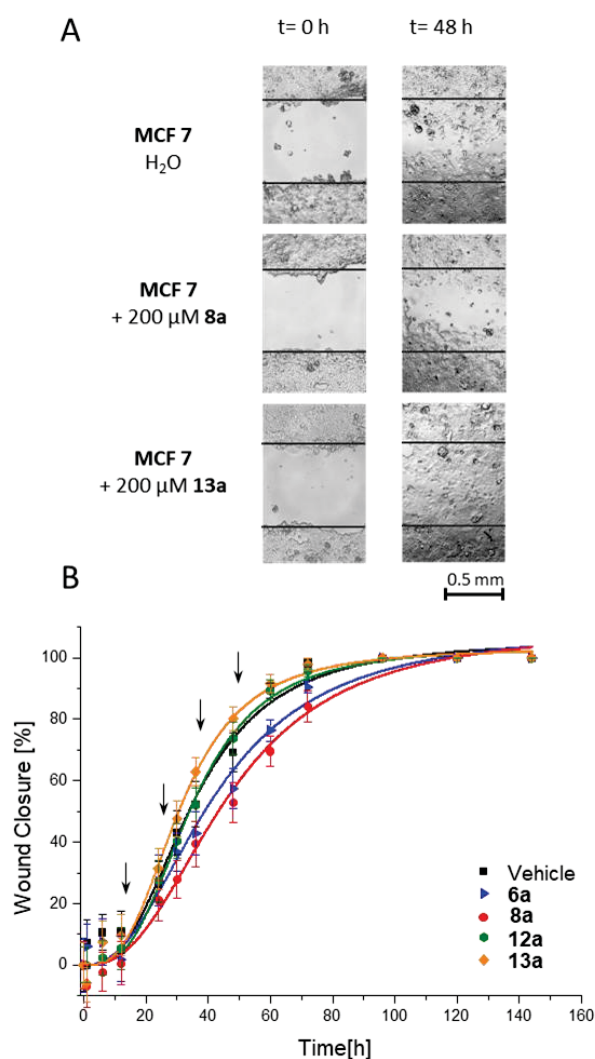 A
t= 0 h t= 48 h
MCF 7
H₂O
MCF 7
+ 200 µM 8a
MCF 7
+ 200 µM 13a
0.5 mm
B
Wound Closure [%]
100
80
60
40
20
0
Vehicle
6a
8a
12a
13a
0 20 40 60 80 100 120 140 160
Time[h]